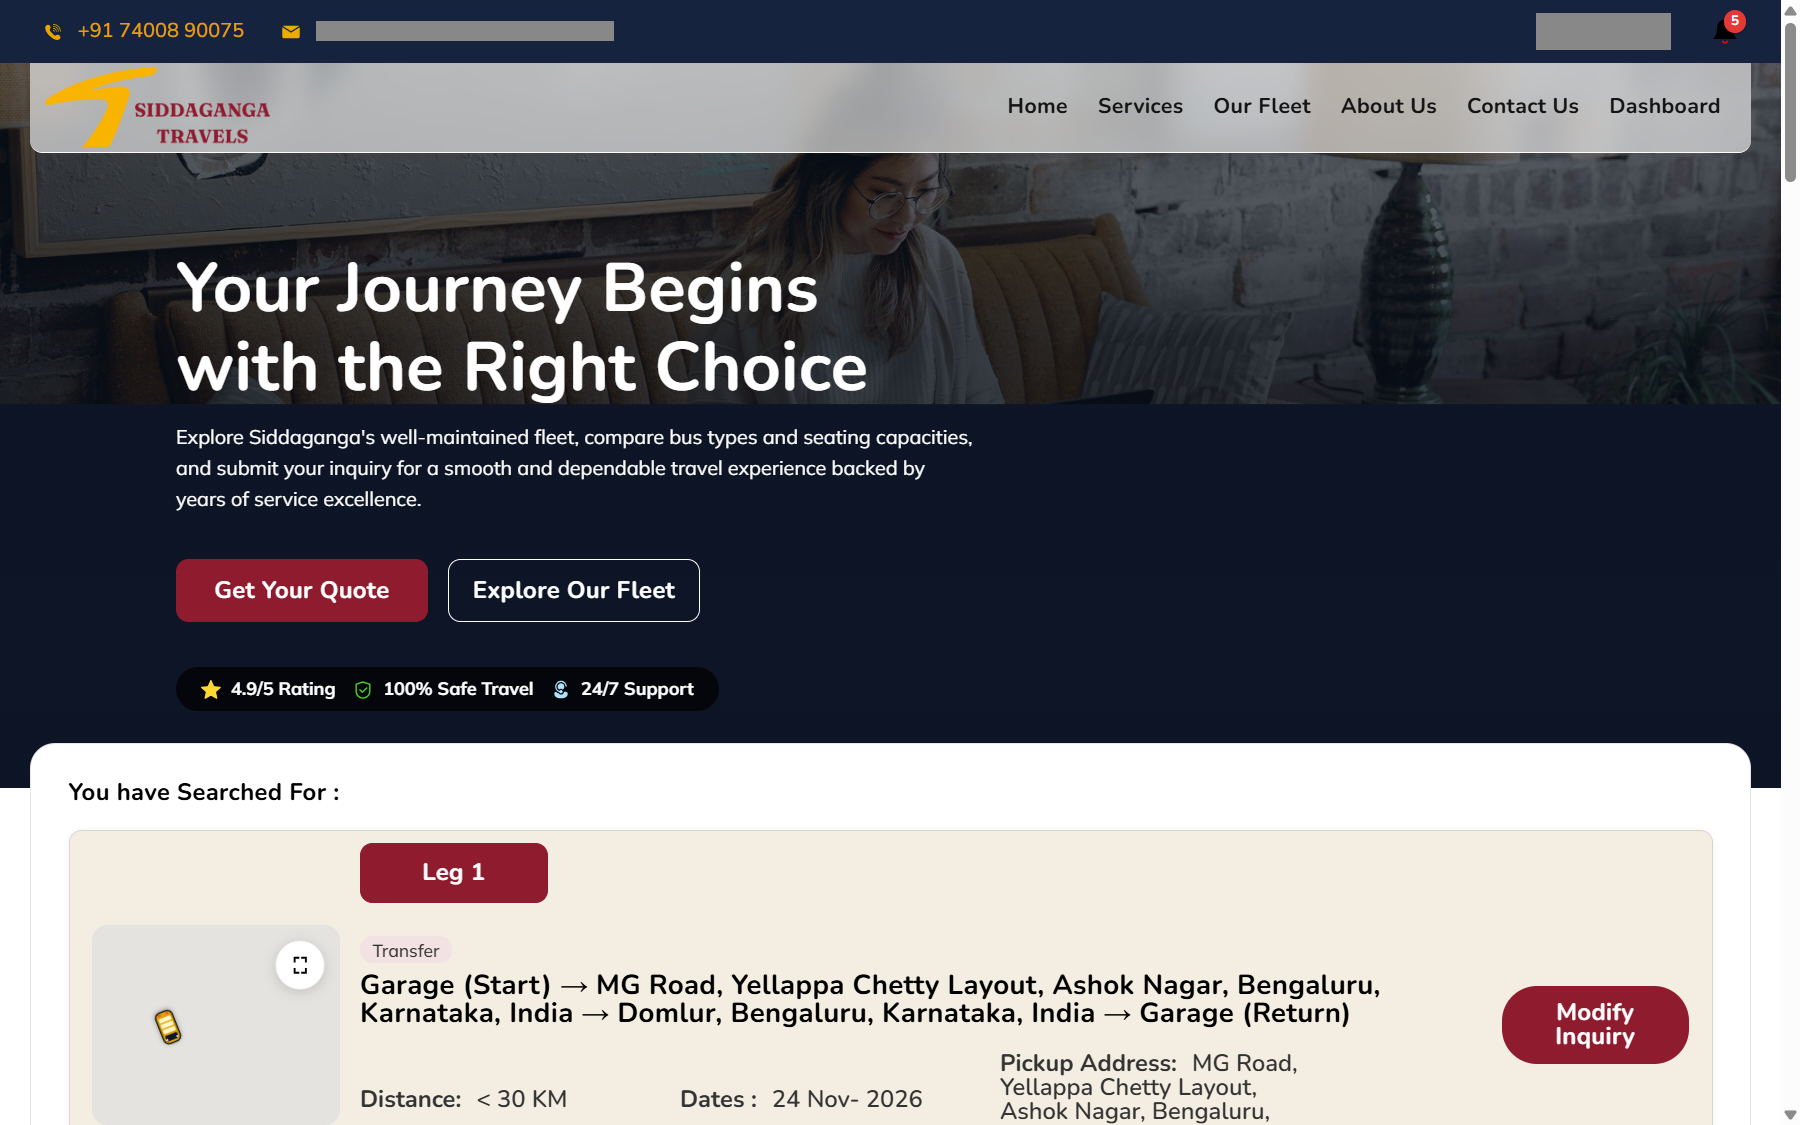 +91 74008 90075
5
SIDDAGANGA
TRAVELS
Home Services Our Fleet About Us Contact Us Dashboard
Your Journey Begins
with the Right Choice
Explore Siddaganga's well-maintained fleet, compare bus types and seating capacities,
and submit your inquiry for a smooth and dependable travel experience backed by
years of service excellence.
Get Your Quote Explore Our Fleet
4.9/5 Rating 100% Safe Travel 24/7 Support
You have Searched For :
Leg 1
Transfer
Garage (Start) → MG Road, Yellappa Chetty Layout, Ashok Nagar, Bengaluru,
Karnataka, India → Domlur, Bengaluru, Karnataka, India → Garage (Return)
Modify
Inquiry
Distance: < 30 KM
Dates : 24 Nov- 2026
Pickup Address: MG Road,
Yellappa Chetty Layout,
Ashok Nagar, Bengaluru,